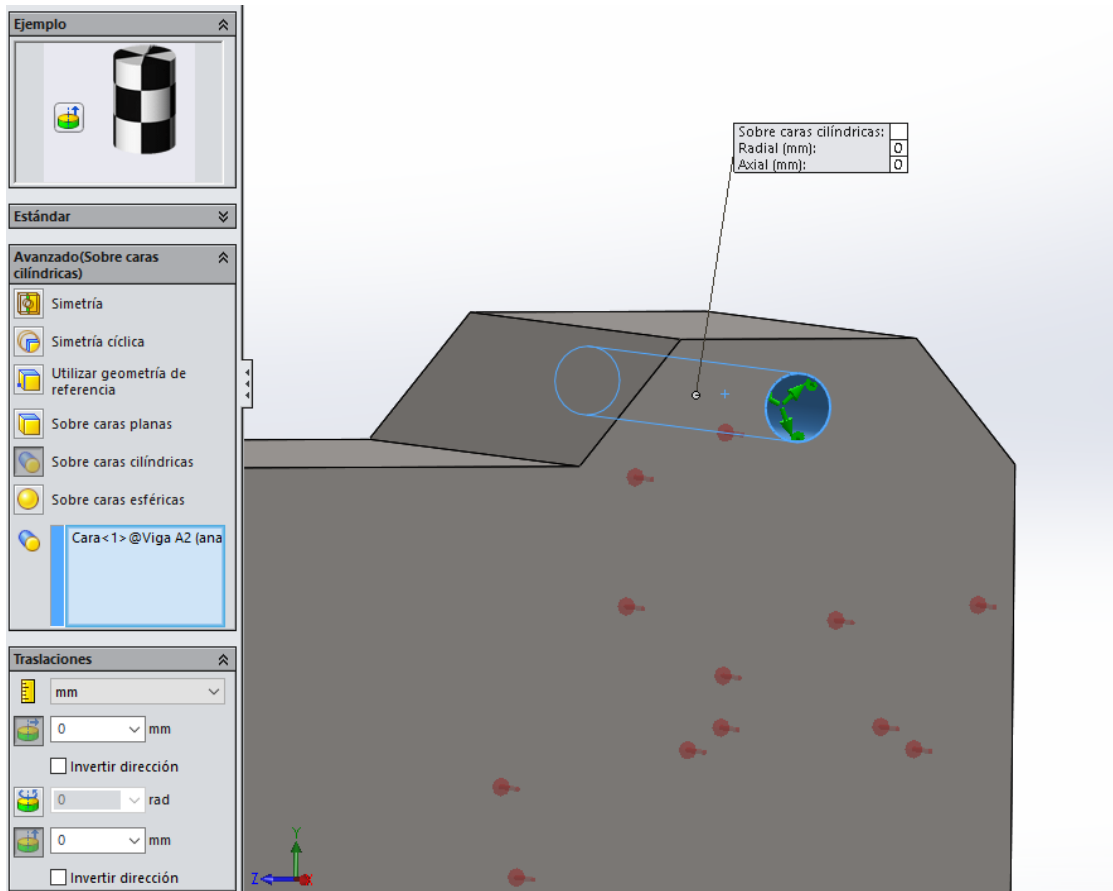 Ejemplo
Estándar
Avanzado(Sobre caras
cilíndricas)
Simetría
Simetría cíclica
Utilizar geometría de
referencia
Sobre caras planas
Sobre caras cilíndricas
Sobre caras esféricas
Cara<1>@Viga A2 (ana
Traslaciones
mm
0 mm
Invertir dirección
0 rad
0 mm
Invertir dirección
Sobre caras cilíndricas:
Radial (mm): 0
Axial (mm): 0
Y
Z